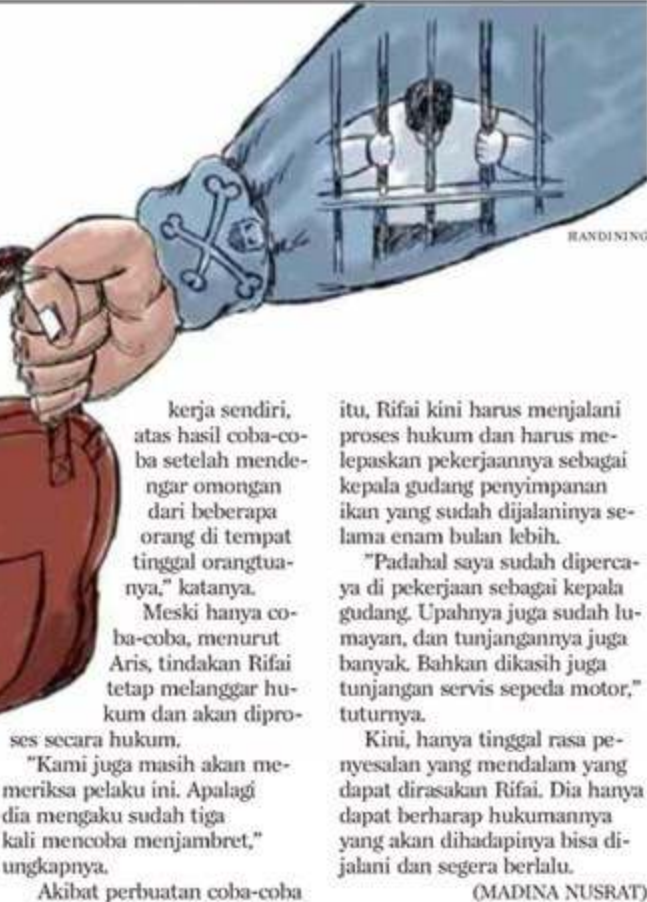 HANDINING
kerja sendiri,
atas hasil coba-co-
ba setelah mende-
ngar omongan
dari beberapa
orang di tempat
tinggal orangtua-
nya," katanya.
Meski hanya co-
ba-coba, menurut
Aris, tindakan Rifai
tetap melanggar hu-
kum dan akan dipro-
ses secara hukum.
"Kami juga masih akan me-
meriksa pelaku ini. Apalagi
dia mengaku sudah tiga
kali mencoba menjambret,"
ungkapnya.
Akibat perbuatan coba-coba
itu, Rifai kini harus menjalani
proses hukum dan harus me-
lepaskan pekerjaannya sebagai
kepala gudang penyimpanan
ikan yang sudah dijalaninya se-
lama enam bulan lebih.
"Padahal saya sudah diperca-
ya di pekerjaan sebagai kepala
gudang. Upahnya juga sudah lu-
mayan, dan tunjangannya juga
banyak. Bahkan dikasih juga
tunjangan servis sepeda motor,"
tuturnya.
Kini, hanya tinggal rasa pe-
nyesalan yang mendalam yang
dapat dirasakan Rifai. Dia hanya
dapat berharap hukumannya
yang akan dihadapinya bisa di-
jalani dan segera berlalu.
(MADINA NUSRAT)